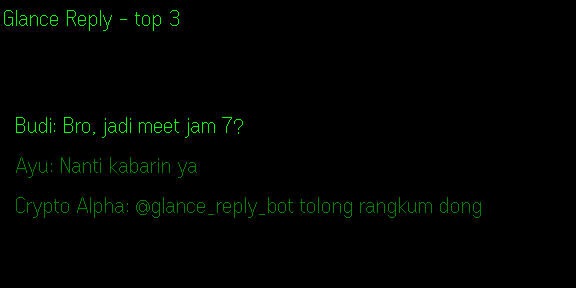 Glance Reply - top 3
Budi: Bro, jadi meet jam 7?
Ayu: Nanti kabarin ya
Crypto Alpha: @glance_reply_bot tolong rangkum dong